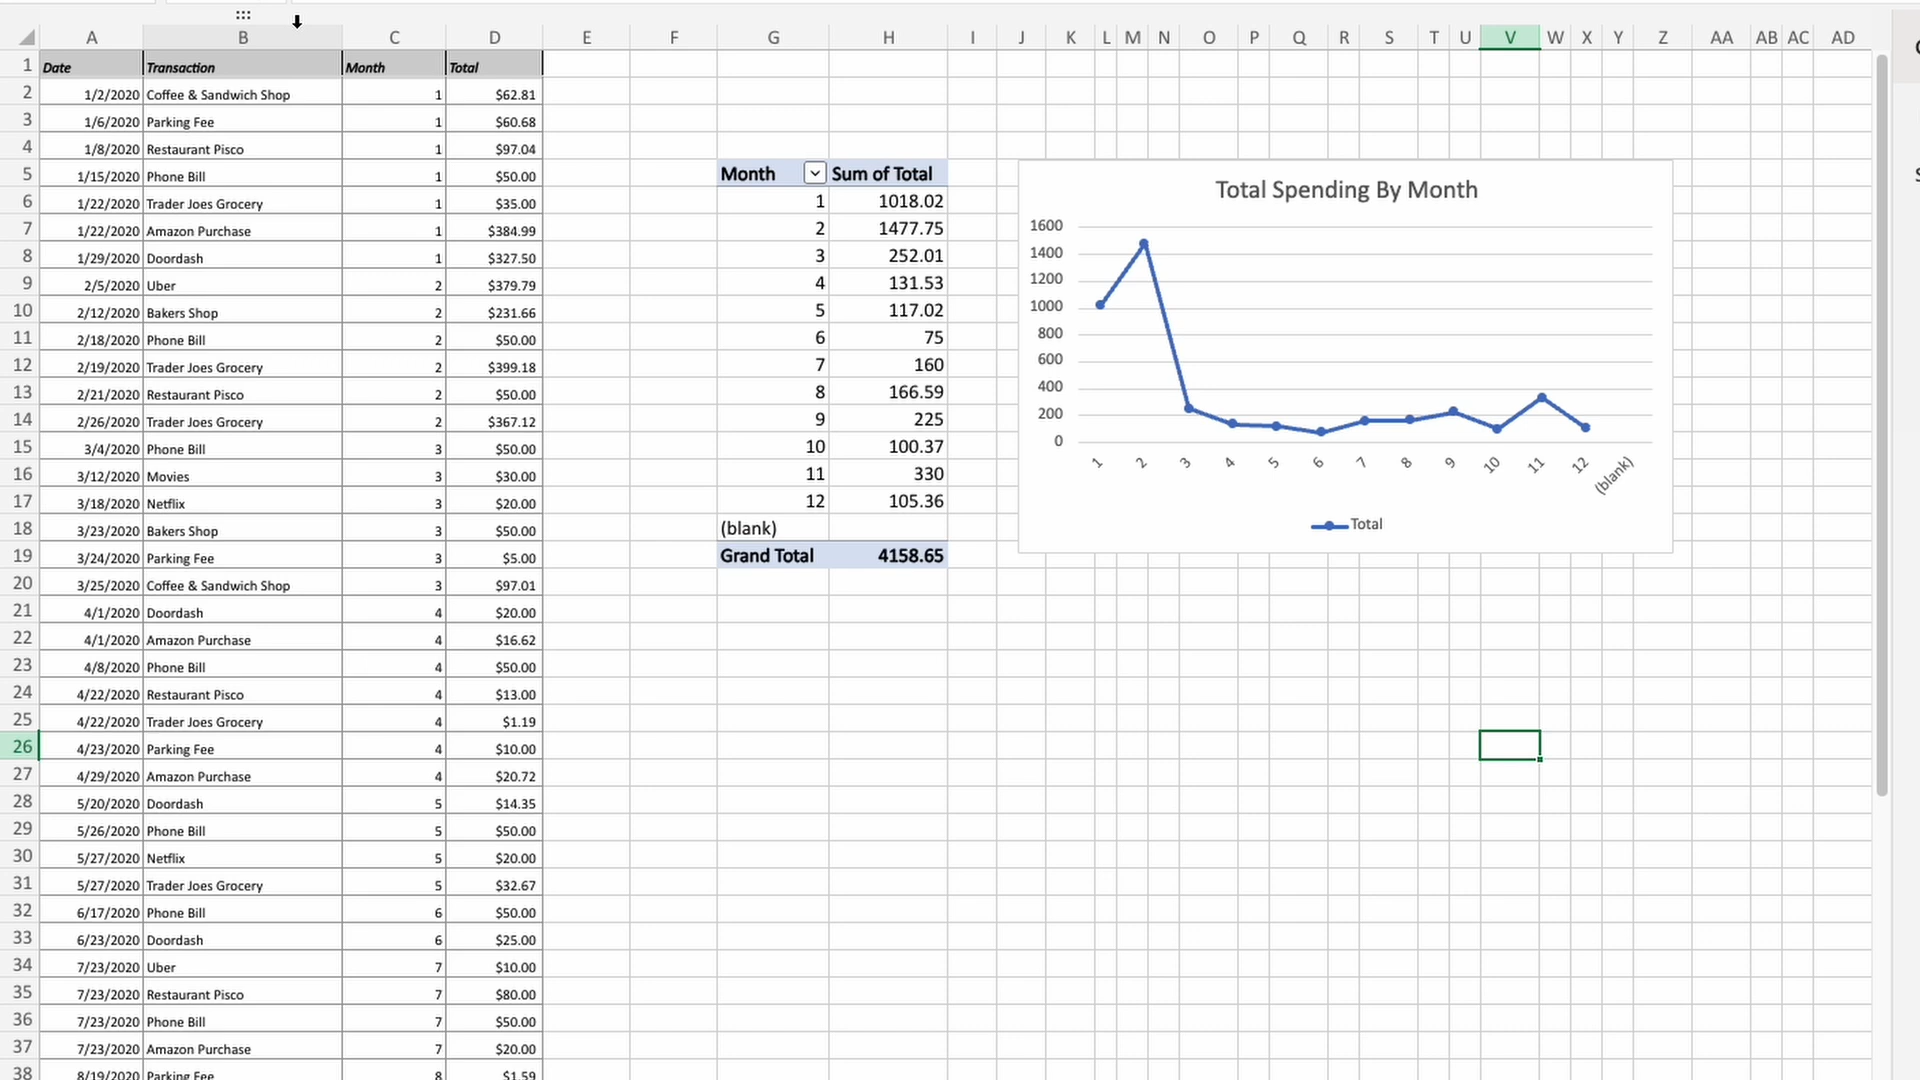 A B C D E F G H I J K L M N O P Q R S T U V W X Y Z AA AB AC AD
1 Date Transaction Month Total
2 1/2/2020 Coffee & Sandwich Shop 1 $62.81
3 1/6/2020 Parking Fee 1 $60.68
4 1/8/2020 Restaurant Pisco 1 $97.04
5 1/15/2020 Phone Bill 1 $50.00 Month Sum of Total
6 1/22/2020 Trader Joes Grocery 1 $35.00 1 1018.02
7 1/22/2020 Amazon Purchase 1 $384.99 2 1477.75
8 1/29/2020 Doordash 1 $327.50 3 252.01
9 2/5/2020 Uber 2 $379.79 4 131.53
10 2/12/2020 Bakers Shop 2 $231.66 5 117.02
11 2/18/2020 Phone Bill 2 $50.00 6 75
12 2/19/2020 Trader Joes Grocery 2 $399.18 7 160
13 2/21/2020 Restaurant Pisco 2 $50.00 8 166.59
14 2/26/2020 Trader Joes Grocery 2 $367.12 9 225
15 3/4/2020 Phone Bill 3 $50.00 10 100.37
16 3/12/2020 Movies 3 $30.00 11 330
17 3/18/2020 Netflix 3 $20.00 12 105.36
18 3/23/2020 Bakers Shop 3 $50.00 (blank)
19 3/24/2020 Parking Fee 3 $5.00 Grand Total 4158.65
20 3/25/2020 Coffee & Sandwich Shop 3 $97.01
21 4/1/2020 Doordash 4 $20.00
22 4/1/2020 Amazon Purchase 4 $16.62
23 4/8/2020 Phone Bill 4 $50.00
24 4/22/2020 Restaurant Pisco 4 $13.00
25 4/22/2020 Trader Joes Grocery 4 $1.19
26 4/23/2020 Parking Fee 4 $10.00
27 4/29/2020 Amazon Purchase 4 $20.72
28 5/20/2020 Doordash 5 $14.35
29 5/26/2020 Phone Bill 5 $50.00
30 5/27/2020 Netflix 5 $20.00
31 5/27/2020 Trader Joes Grocery 5 $32.67
32 6/17/2020 Phone Bill 6 $50.00
33 6/23/2020 Doordash 6 $25.00
34 7/23/2020 Uber 7 $10.00
35 7/23/2020 Restaurant Pisco 7 $80.00
36 7/23/2020 Phone Bill 7 $50.00
37 7/23/2020 Amazon Purchase 7 $20.00
38 8/19/2020 Parking Fee 8 $1.59
Total Spending By Month
1600
1400
1200
1000
800
600
400
200
0
1 2 3 4 5 6 7 8 9 10 11 12 (blank)
Total